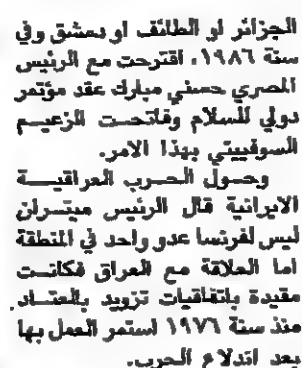 الجزائر لو الطائف او دمشق وفي
سنة ١٩٨٦، اقترحت مع الرئيس
المصري حسني مبارك عقد مؤتمر
دولي للسلام وفاتحت الزعيم
السوفييتي بهذا الامر.
وحول الحرب العراقية
الايرانية قال الرئيس ميتران
ليس لفرنسا عدو واحد في المنطقة
اما العلاقة مع العراق فكانت
مقيدة باتفاقيات تزويد بالعتاد.
منذ سنة ١٩٧٦ استمر العمل بها
بعد اندلاع الحرب.